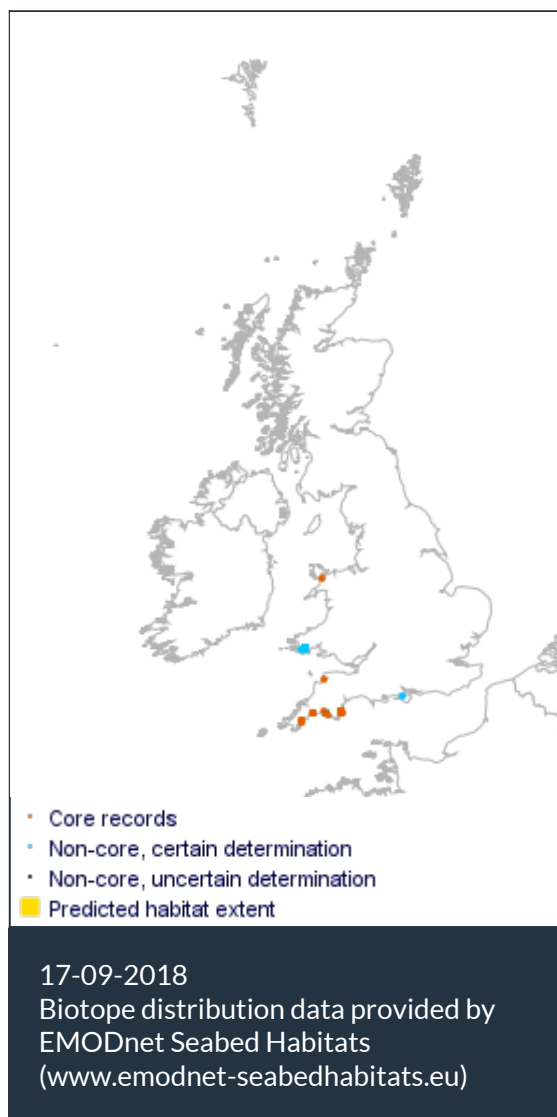 Core records
Non-core, certain determination
Non-core, uncertain determination
Predicted habitat extent
17-09-2018
Biotope distribution data provided by
EMODnet Seabed Habitats
(www.emodnet-seabedhabitats.eu)